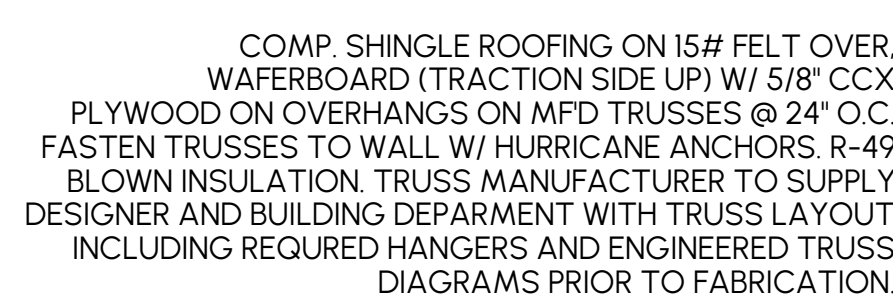 COMP. SHINGLE ROOFING ON 15# FELT OVER,
WAFERBOARD (TRACTION SIDE UP) W/ 5/8" CCX
PLYWOOD ON OVERHANGS ON MF'D TRUSSES @ 24" O.C.
FASTEN TRUSSES TO WALL W/ HURRICANE ANCHORS. R-49
BLOWN INSULATION. TRUSS MANUFACTURER TO SUPPLY
DESIGNER AND BUILDING DEPARMENT WITH TRUSS LAYOUT
INCLUDING REQURED HANGERS AND ENGINEERED TRUSS
DIAGRAMS PRIOR TO FABRICATION.